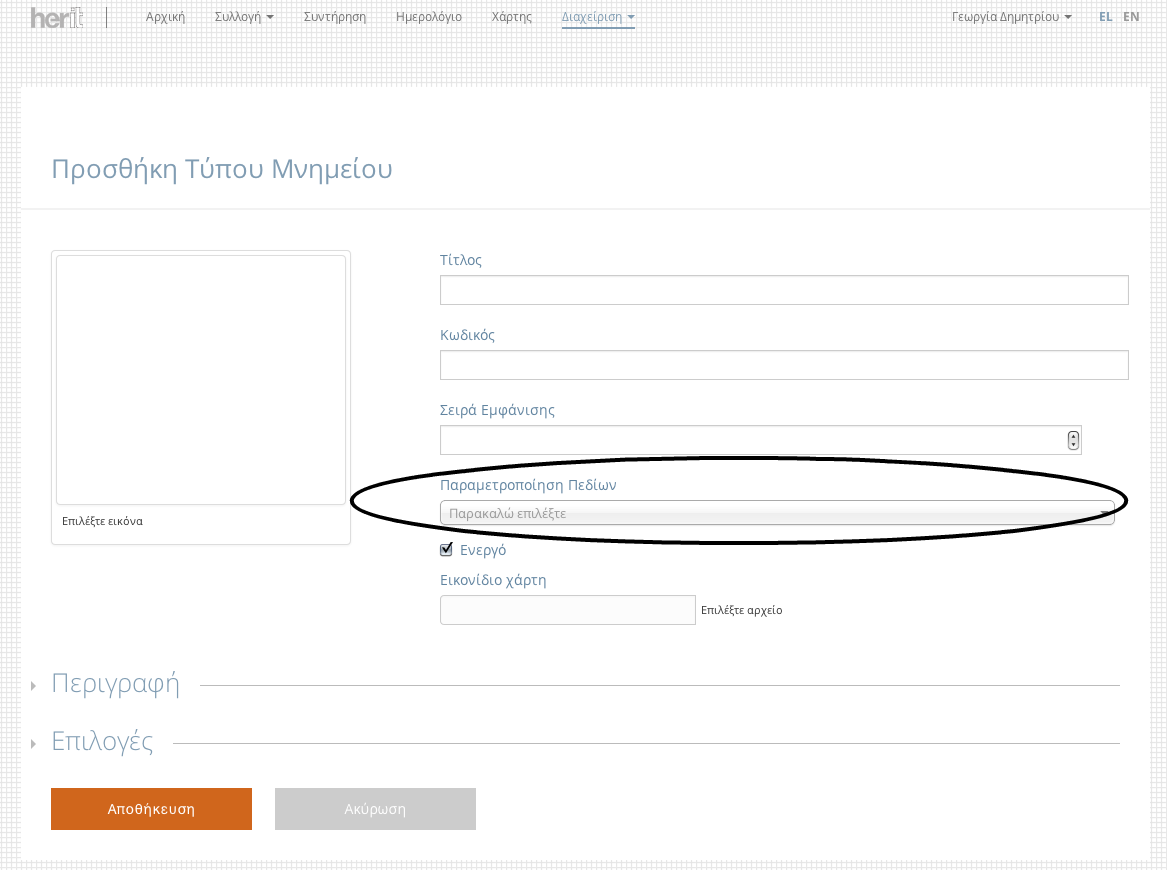 herit
Αρχική Συλλογή Συντήρηση Ημερολόγιο Χάρτης Διαχείριση Γεωργία Δημητρίου EL EN
Προσθήκη Τύπου Μνημείου
Τίτλος
Κωδικός
Σειρά Εμφάνισης
Παραμετροποίηση Πεδίων
Παρακαλώ επιλέξτε
Επιλέξτε εικόνα
Ενεργό
Εικονίδιο χάρτη
Επιλέξτε αρχείο
Περιγραφή
Επιλογές
Αποθήκευση Ακύρωση